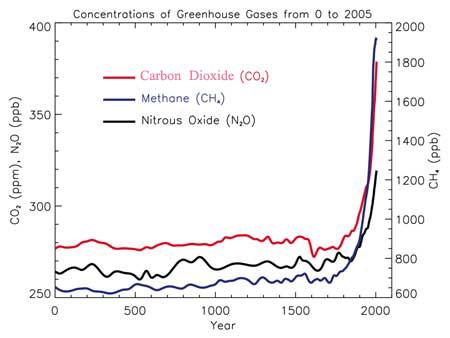 Concentrations of Greenhouse Gases from 0 to 2005
400
350
300
250
CO₂ (ppm), N₂O (ppb)
2000
1800
1600
1400
1200
1000
800
600
CH₄ (ppb)
Carbon Dioxide (CO₂)
Methane (CH₄)
Nitrous Oxide (N₂O)
0 500 1000 1500 2000
Year